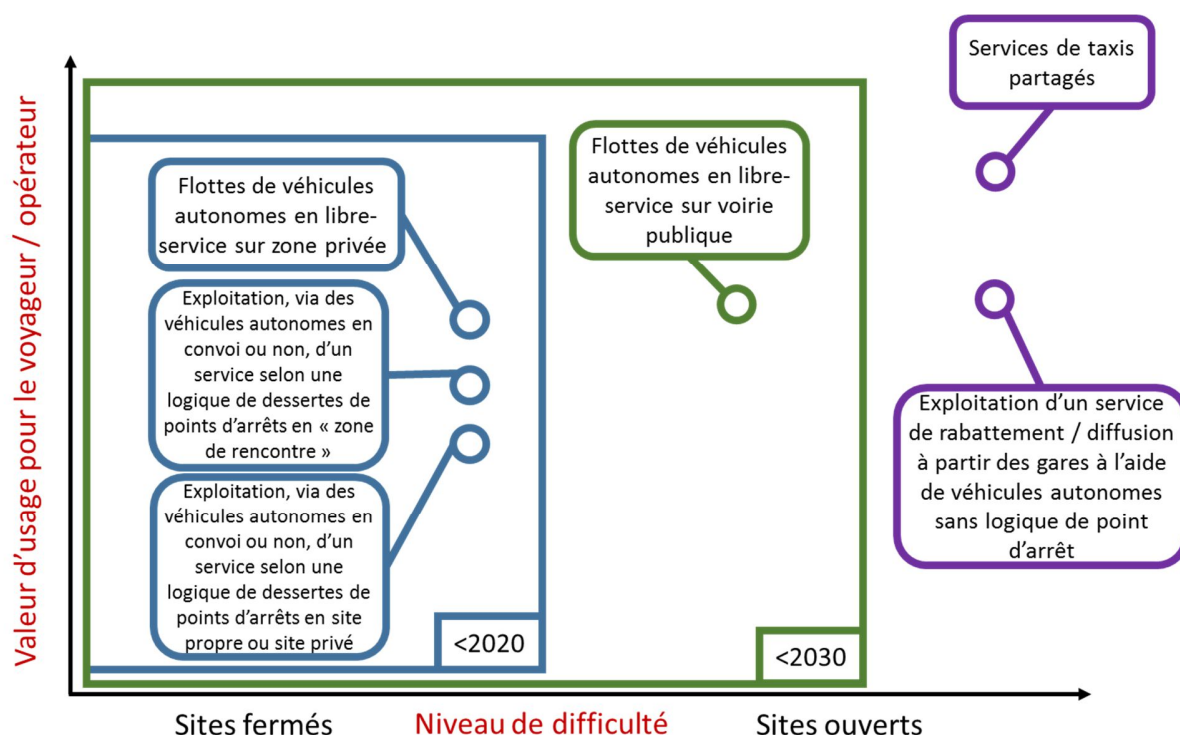 Services de taxis
partagés
Valeur d'usage pour le voyageur / opérateur
Flottes de véhicules
autonomes en libre-
service sur voirie
publique
Flottes de véhicules
autonomes en libre-
service sur zone privée
Exploitation, via des
véhicules autonomes en
convoi ou non, d'un
service selon une
logique de dessertes de
points d'arrêts en « zone
de rencontre »
Exploitation d'un service
de rabattement / diffusion
à partir des gares à l'aide
de véhicules autonomes
sans logique de point
d'arrêt
Exploitation, via des
véhicules autonomes en
convoi ou non, d'un
service selon une
logique de dessertes de
points d'arrêts en site
propre ou site privé
<2020
<2030
Sites fermés
Niveau de difficulté
Sites ouverts